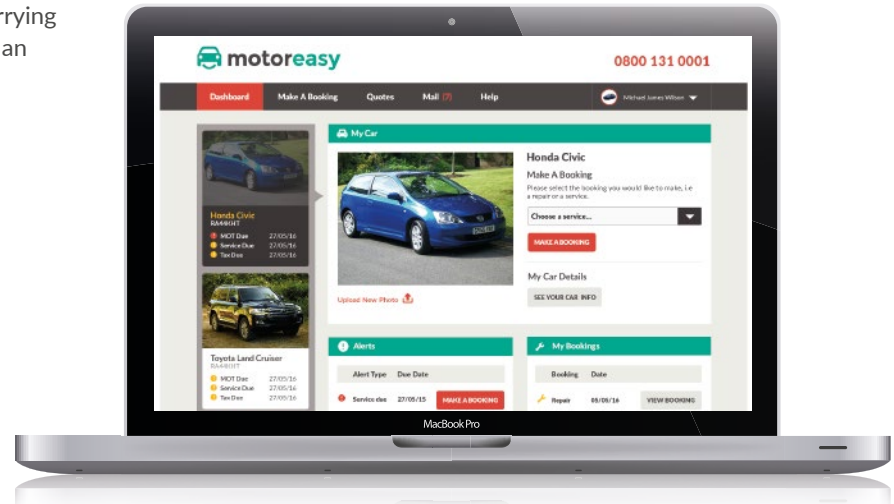 rrying
an
motoreasy
0800 131 0001
Dashboard Make A Booking Quotes Mail (7) Help Michael James Wilson
My Car
Honda Civic
Make A Booking
Please select the booking you would like to make, i.e
a repair or a service.
Choose a service...
MAKE A BOOKING
My Car Details
SEE YOUR CAR INFO
Upload New Photo
Honda Civic
MOT Due 27/05/16
Service Due 27/05/16
Tax Due 27/05/16
Toyota Land Cruiser
MOT Due 27/05/16
Service Due 27/05/16
Tax Due 27/05/16
Alerts
Alert Type Due Date
Service due 27/05/15 MAKE A BOOKING
My Bookings
Booking Date
Repair 05/05/16 VIEW BOOKING
MacBook Pro